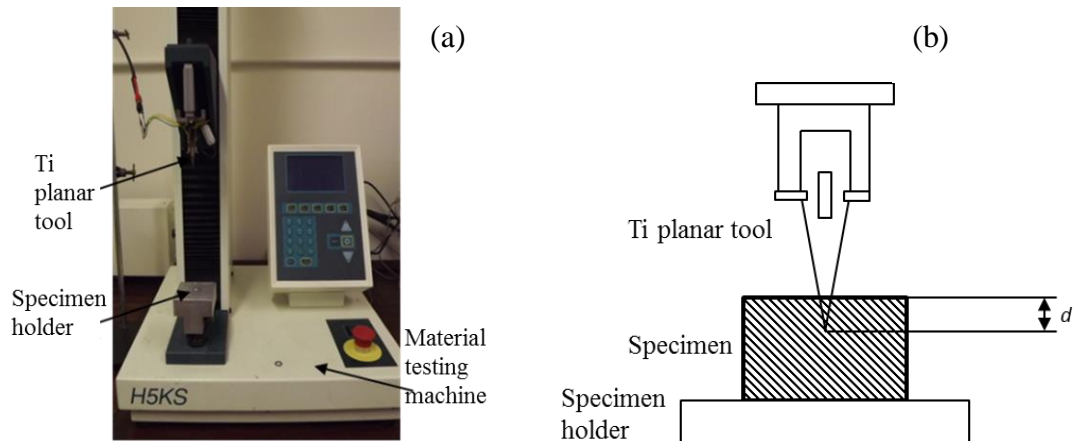 (a)
Ti
planar
tool
Specimen
holder
Material
testing
machine
H5KS
(b)
Ti planar tool
d
Specimen
Specimen
holder